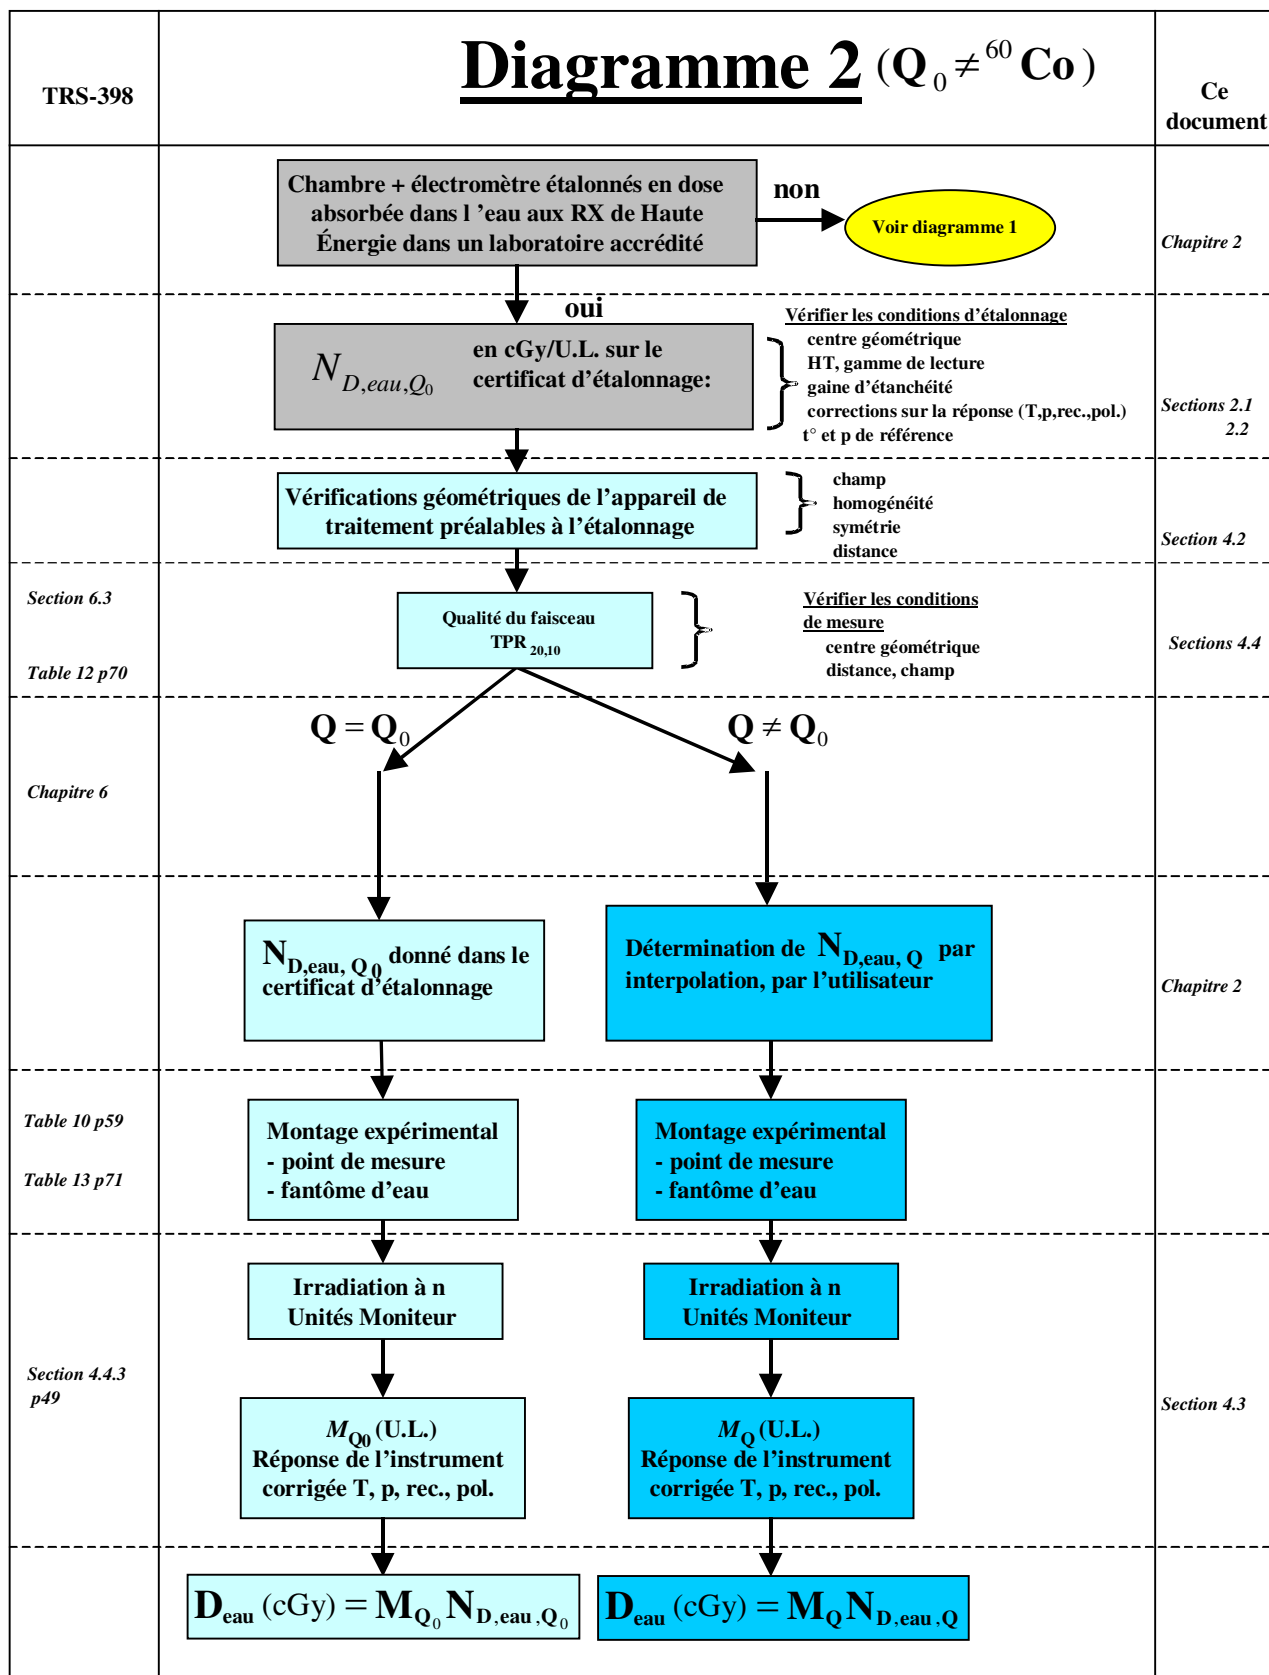 Diagramme 2 (Q0 ≠ 60Co)
TRS-398
Ce
document
Chambre + électromètre étalonnés en dose
absorbée dans l ’eau aux RX de Haute
Énergie dans un laboratoire accrédité
non
Voir diagramme 1
Chapitre 2
oui
N D,eau,Q0
en cGy/U.L. sur le
certificat d’étalonnage:
Vérifier les conditions d’étalonnage
centre géométrique
HT, gamme de lecture
gaine d’étanchéité
corrections sur la réponse (T,p,rec.,pol.)
t° et p de référence
Sections 2.1
2.2
Vérifications géométriques de l’appareil de
traitement préalables à l’étalonnage
champ
homogénéité
symétrie
distance
Section 4.2
Section 6.3
Table 12 p70
Qualité du faisceau
TPR 20,10
Vérifier les conditions
de mesure
centre géométrique
distance, champ
Sections 4.4
Q = Q0
Q ≠ Q0
Chapitre 6
N D,eau, Q0 donné dans le
certificat d’étalonnage
Détermination de N D,eau, Q par
interpolation, par l’utilisateur
Chapitre 2
Table 10 p59
Table 13 p71
Montage expérimental
- point de mesure
- fantôme d’eau
Montage expérimental
- point de mesure
- fantôme d’eau
Irradiation à n
Unités Moniteur
Irradiation à n
Unités Moniteur
Section 4.4.3
p49
MQ0 (U.L.)
Réponse de l’instrument
corrigée T, p, rec., pol.
MQ (U.L.)
Réponse de l’instrument
corrigée T, p, rec., pol.
Section 4.3
Deau (cGy) = MQ0 ND,eau,Q0
Deau (cGy) = MQ ND,eau,Q